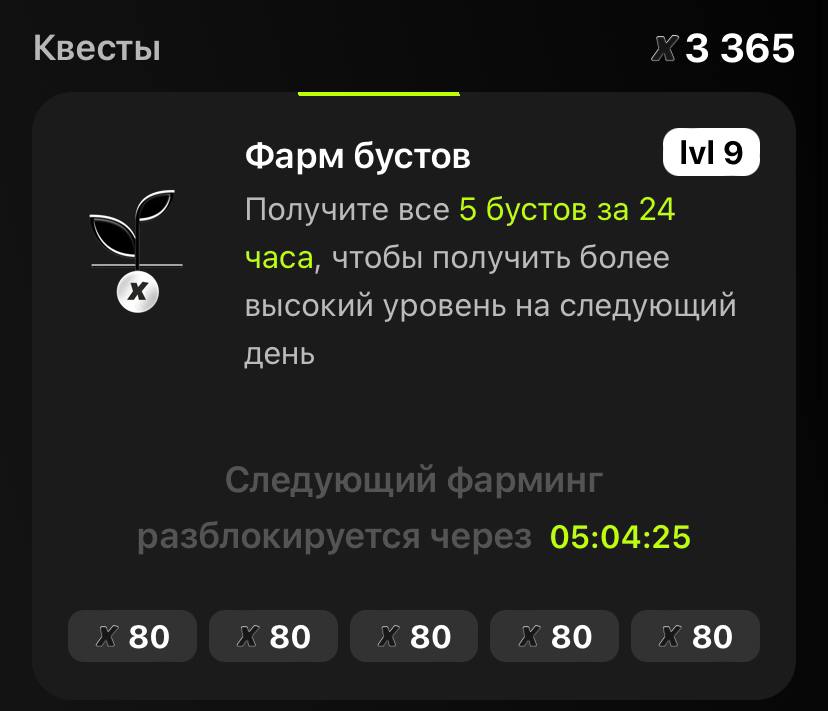 Квесты
X 3 365
Фарм бустов
lvl 9
Получите все 5 бустов за 24
часа, чтобы получить более
высокий уровень на следующий
день
X
Следующий фарминг
разблокируется через 05:04:25
X 80 X 80 X 80 X 80 X 80